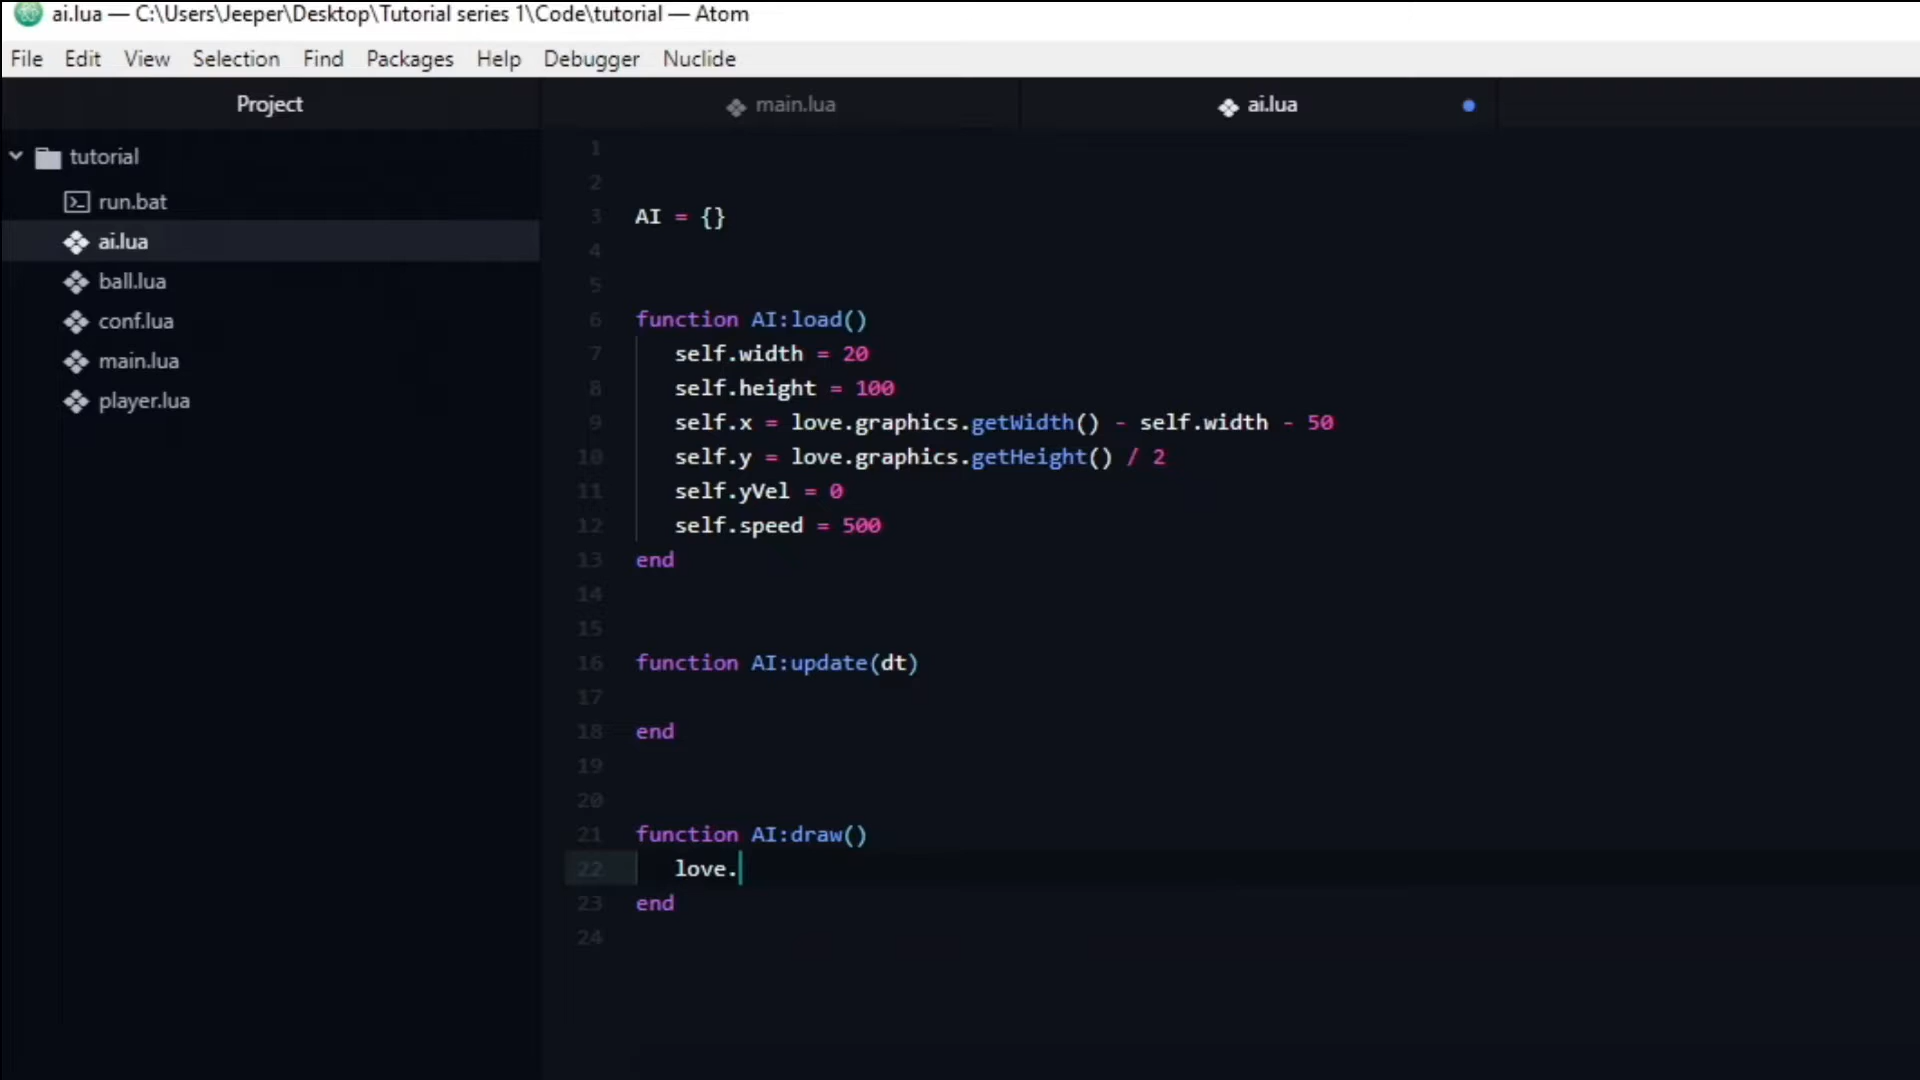 ai.lua — C:\Users\Jeeper\Desktop\Tutorial series 1\Code\tutorial — Atom
File Edit View Selection Find Packages Help Debugger Nuclide
Project
main.lua
ai.lua
tutorial
run.bat
ai.lua
ball.lua
conf.lua
main.lua
player.lua
1
2
3 AI = {}
4
5
6 function AI:load()
7 self.width = 20
8 self.height = 100
9 self.x = love.graphics.getWidth() - self.width - 50
10 self.y = love.graphics.getHeight() / 2
11 self.yVel = 0
12 self.speed = 500
13 end
14
15
16 function AI:update(dt)
17
18 end
19
20
21 function AI:draw()
22 love.
23 end
24